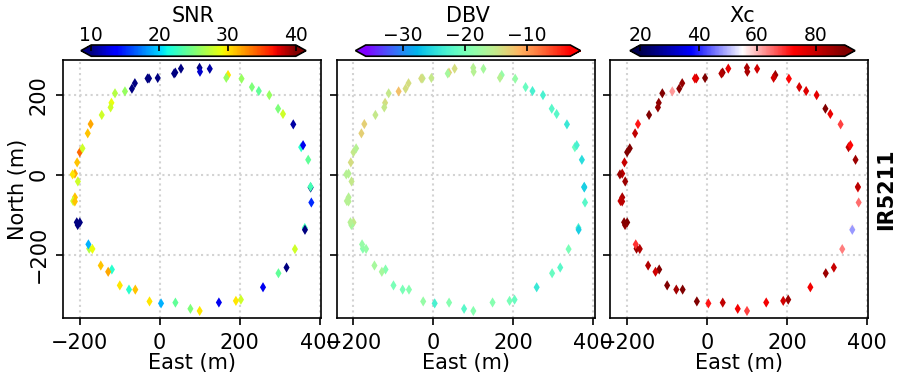 SNR DBV Xc
10 20 30 40 −30 −20 −10 20 40 60 80
200
0
−200
North (m)
−200 0 200 400 −200 0 200 −200 0 200 400
East (m) East (m) East (m)
IR5211